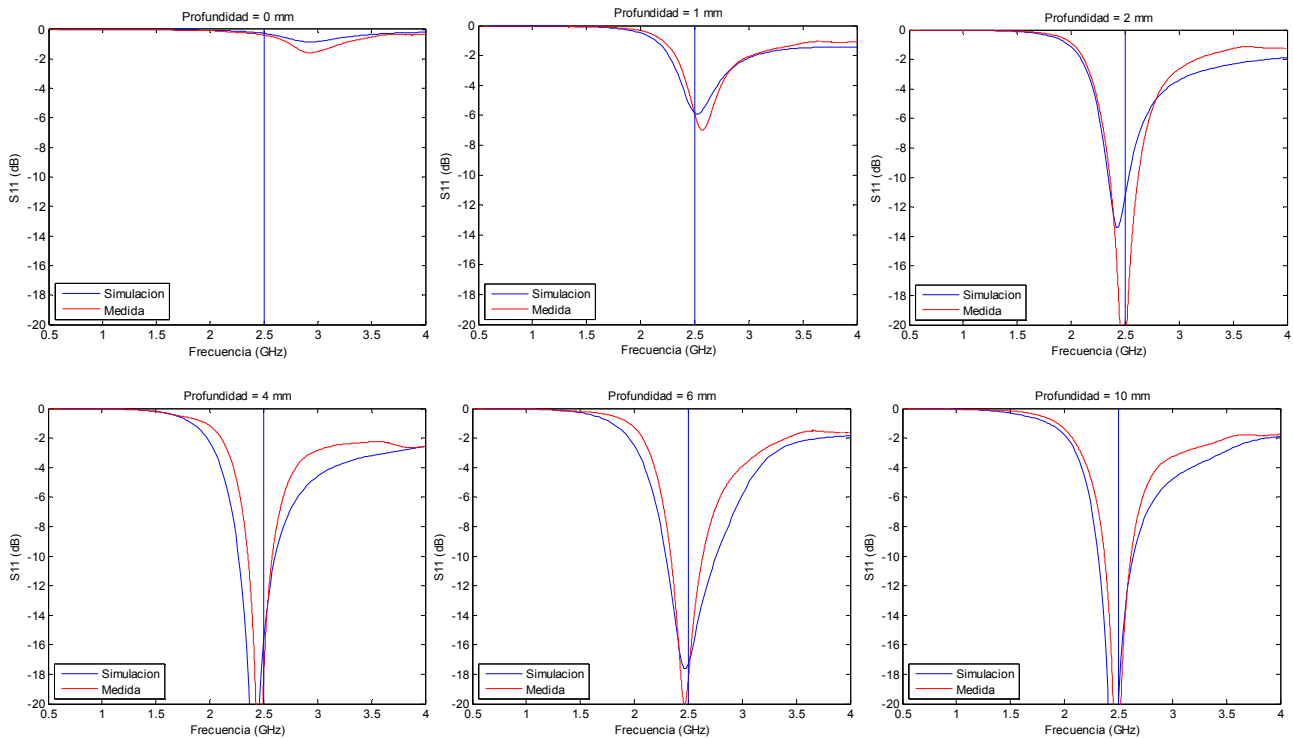 Profundidad = 0 mm
0
-2
-4
-6
-8
-10
-12
-14
-16
-18
-20
S11 (dB)
Simulacion
Medida
0.5 1 1.5 2 2.5 3 3.5 4
Frecuencia (GHz)
Profundidad = 1 mm
0
-2
-4
-6
-8
-10
-12
-14
-16
-18
-20
S11 (dB)
Simulacion
Medida
0.5 1 1.5 2 2.5 3 3.5 4
Frecuencia (GHz)
Profundidad = 2 mm
0
-2
-4
-6
-8
-10
-12
-14
-16
-18
-20
S11 (dB)
Simulacion
Medida
0.5 1 1.5 2 2.5 3 3.5 4
Frecuencia (GHz)
Profundidad = 4 mm
0
-2
-4
-6
-8
-10
-12
-14
-16
-18
-20
S11 (dB)
Simulacion
Medida
0.5 1 1.5 2 2.5 3 3.5 4
Frecuencia (GHz)
Profundidad = 6 mm
0
-2
-4
-6
-8
-10
-12
-14
-16
-18
-20
S11 (dB)
Simulacion
Medida
0.5 1 1.5 2 2.5 3 3.5 4
Frecuencia (GHz)
Profundidad = 10 mm
0
-2
-4
-6
-8
-10
-12
-14
-16
-18
-20
S11 (dB)
Simulacion
Medida
0.5 1 1.5 2 2.5 3 3.5 4
Frecuencia (GHz)